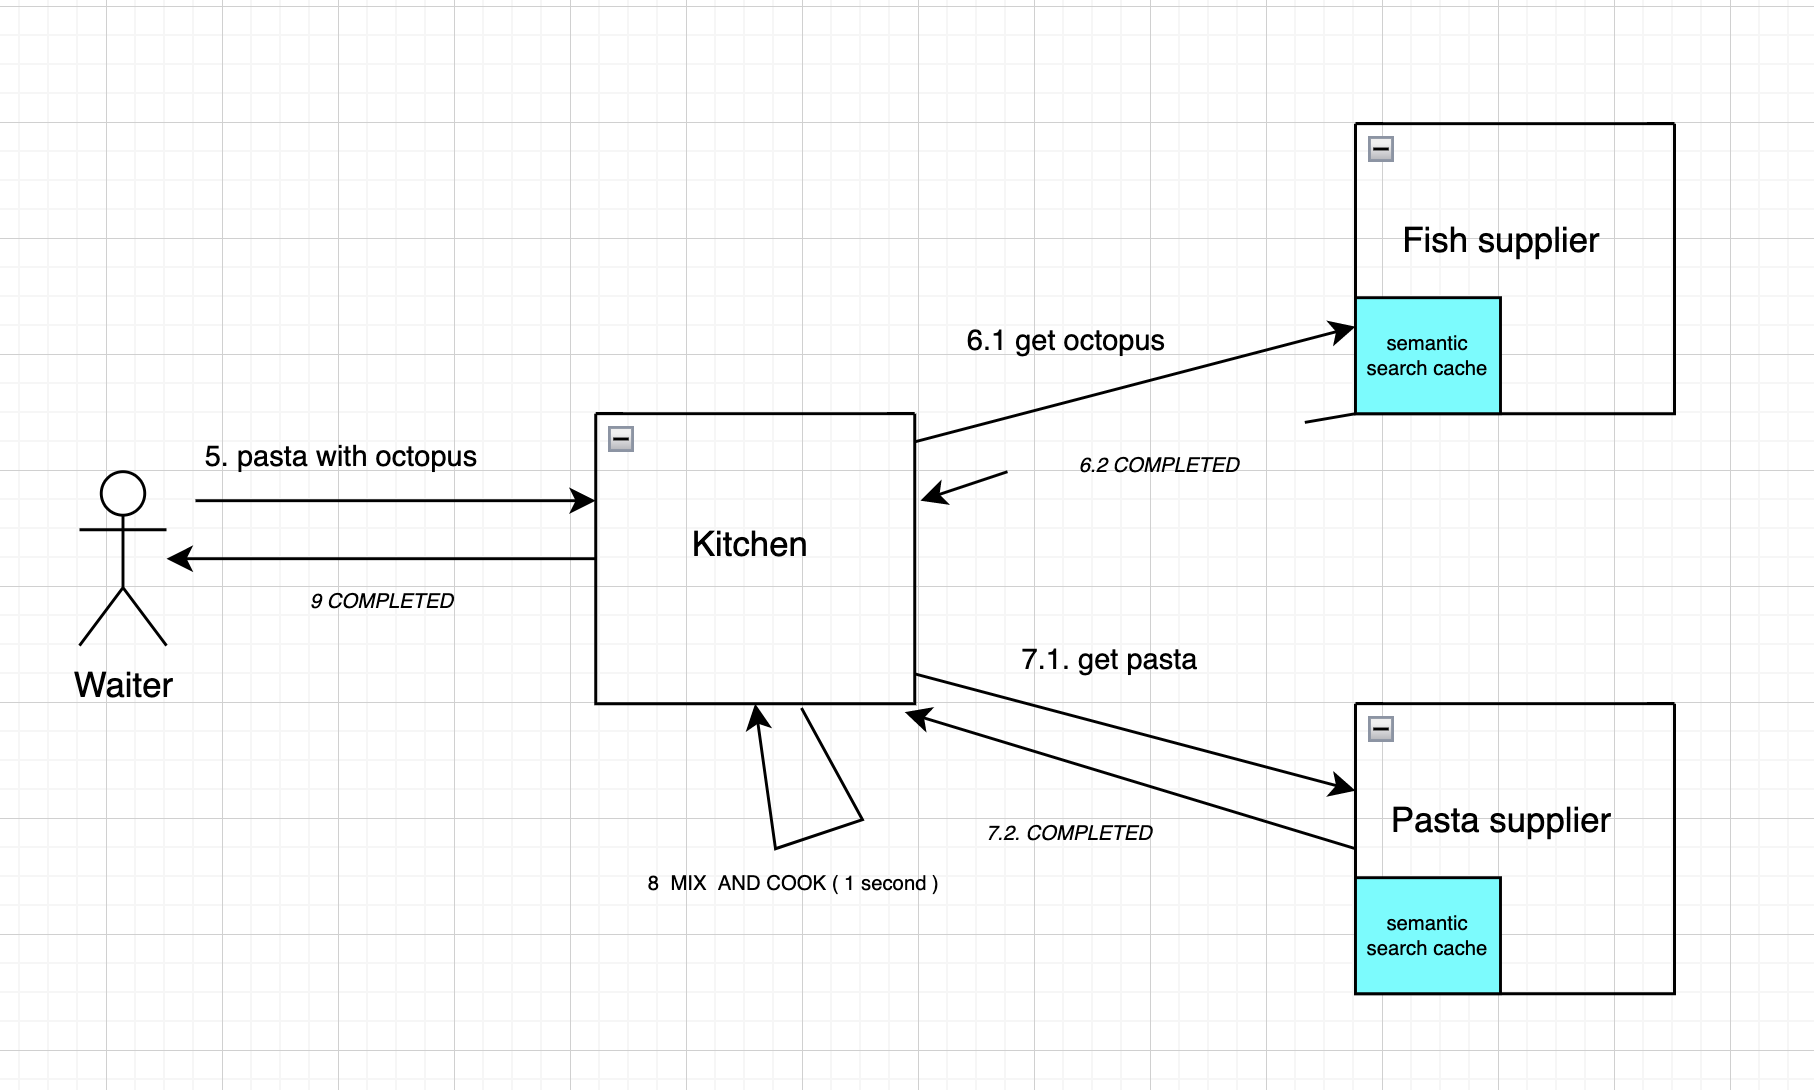 Fish supplier
semantic
search cache
6.1 get octopus
5. pasta with octopus
6.2 COMPLETED
Kitchen
9 COMPLETED
Waiter
7.1. get pasta
Pasta supplier
7.2. COMPLETED
8  MIX  AND COOK ( 1 second )
semantic
search cache